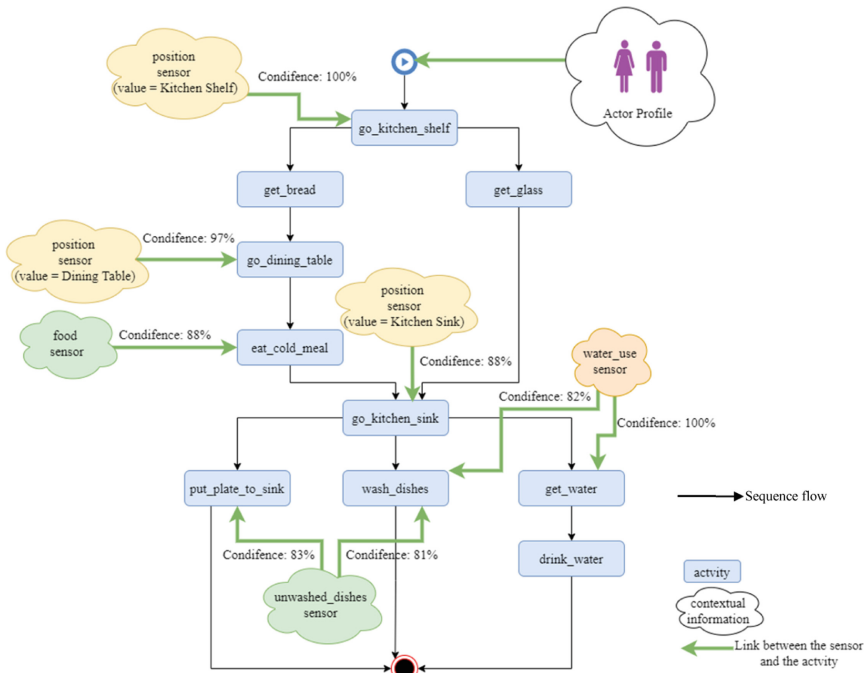 position
sensor
(value = Kitchen Shelf)
Condifence: 100%
Actor Profile
go_kitchen_shelf
get_bread
get_glass
position
sensor
(value = Dining Table)
Condifence: 97%
go_dining_table
position
sensor
(value = Kitchen Sink)
food
sensor
Condifence: 88%
eat_cold_meal
Condifence: 88%
water_use
sensor
Condifence: 82%
go_kitchen_sink
Condifence: 100%
put_plate_to_sink
wash_dishes
get_water
Sequence flow
Condifence: 83%
Condifence: 81%
drink_water
unwashed_dishes
sensor
actvity
contextual
information
Link between the sensor
and the actvity